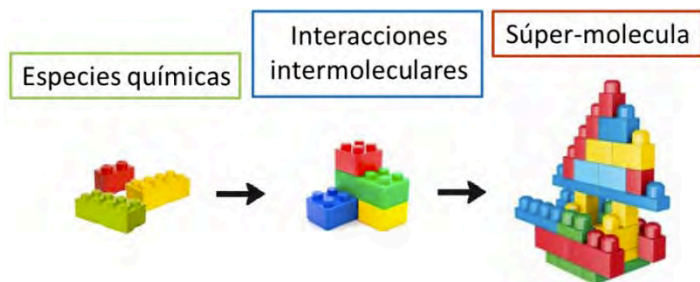 Especies químicas
Interacciones
intermoleculares
Súper-molecula